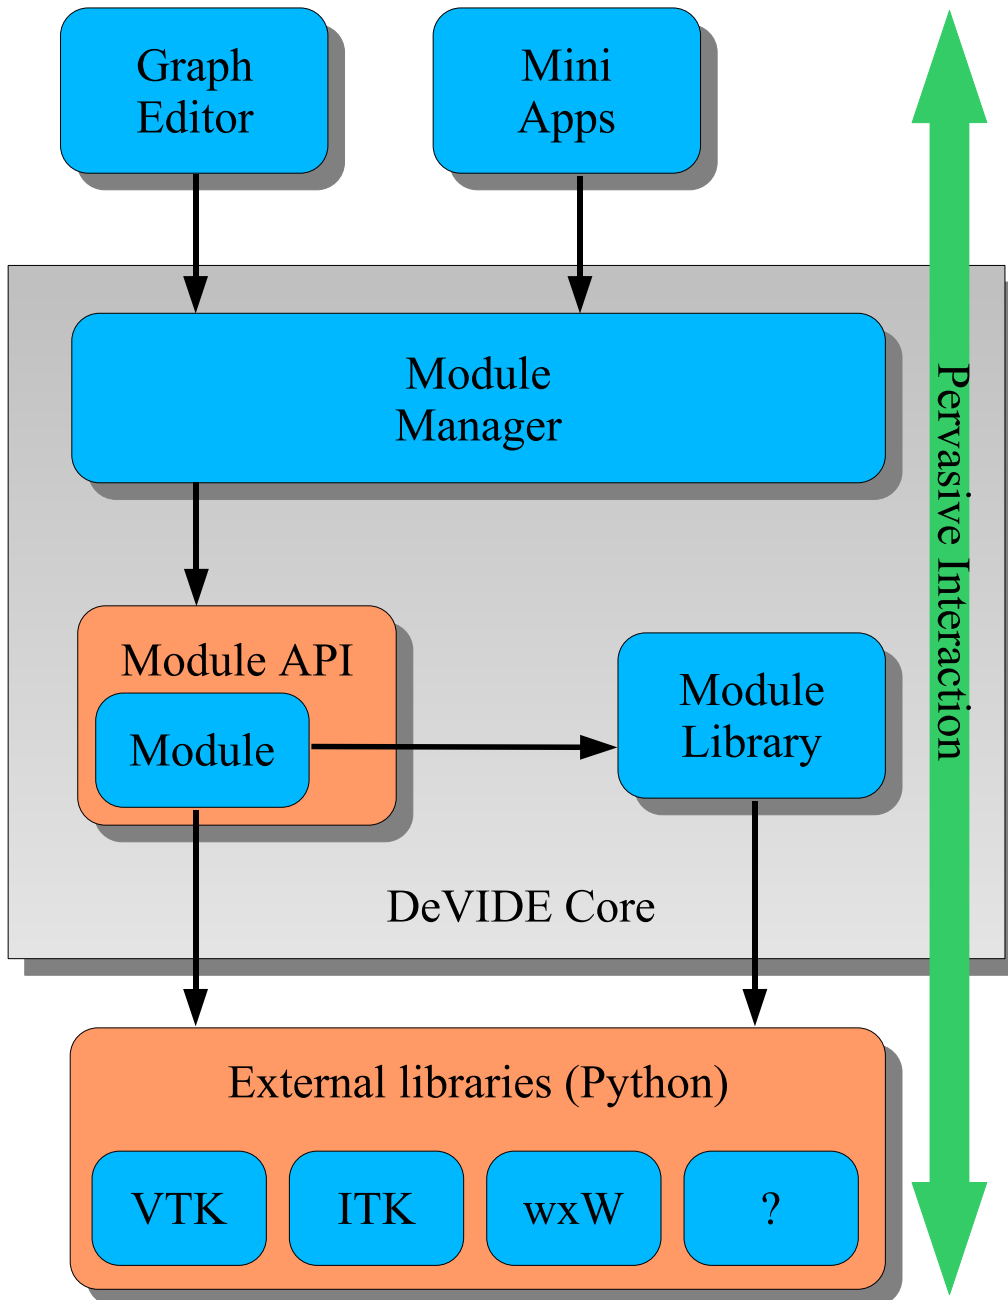 Graph
Editor
Mini
Apps
Module
Manager
Module API
Module
Module
Library
DeVIDE Core
External libraries (Python)
VTK
ITK
wxW
?
Pervasive Interaction